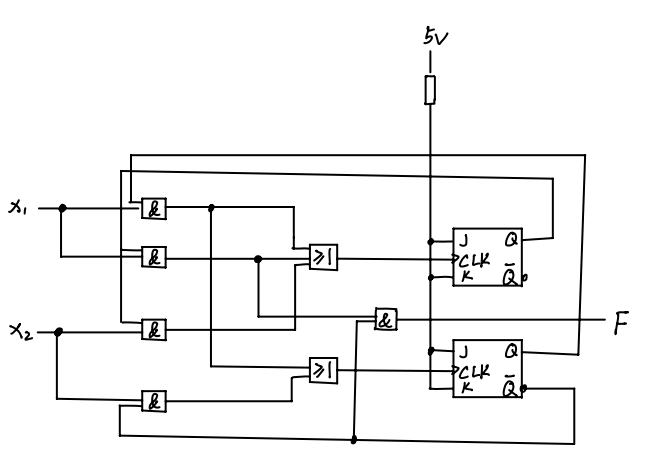 5V
x₁
&
J Q
& ≥1 CLK
K Q̅
x₂
& & F
≥1
J Q
CLK
& K Q̅